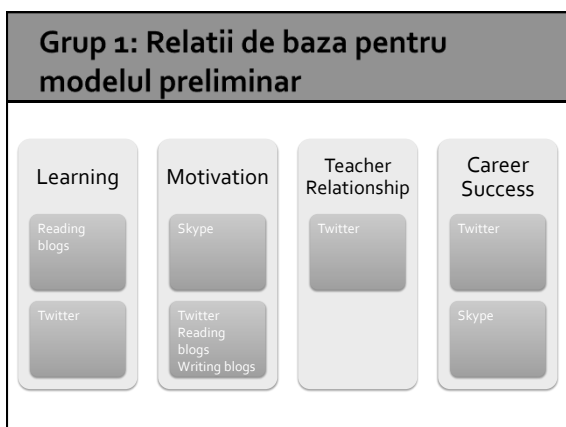 Grup 1: Relatii de baza pentru
modelul preliminar
Learning
Reading
blogs
Twitter
Motivation
Skype
Twitter
Reading
blogs
Writing blogs
Teacher
Relationship
Twitter
Career
Success
Twitter
Skype